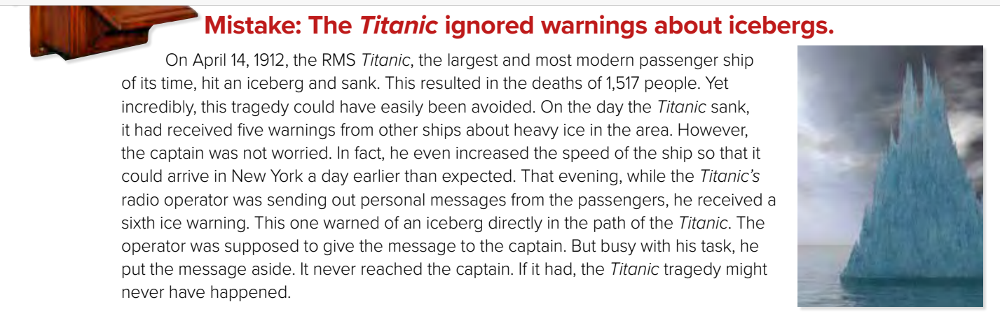 Mistake: The Titanic ignored warnings about icebergs.
On April 14, 1912, the RMS Titanic, the largest and most modern passenger ship
of its time, hit an iceberg and sank. This resulted in the deaths of 1,517 people. Yet
incredibly, this tragedy could have easily been avoided. On the day the Titanic sank,
it had received five warnings from other ships about heavy ice in the area. However,
the captain was not worried. In fact, he even increased the speed of the ship so that it
could arrive in New York a day earlier than expected. That evening, while the Titanic’s
radio operator was sending out personal messages from the passengers, he received a
sixth ice warning. This one warned of an iceberg directly in the path of the Titanic. The
operator was supposed to give the message to the captain. But busy with his task, he
put the message aside. It never reached the captain. If it had, the Titanic tragedy might
never have happened.